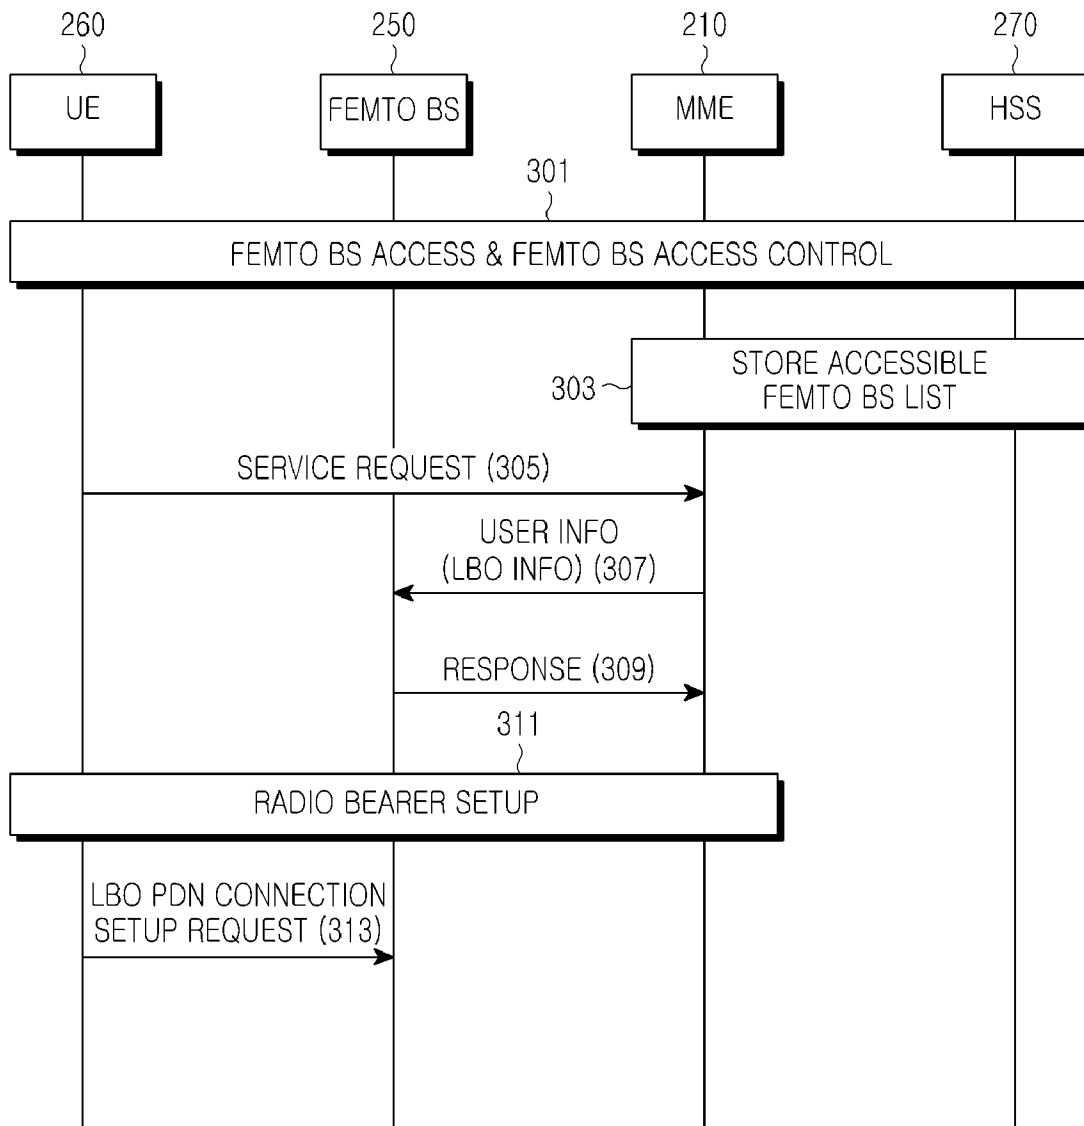 260 250 210 270
UE FEMTO BS MME HSS
301
FEMTO BS ACCESS & FEMTO BS ACCESS CONTROL
303
STORE ACCESSIBLE
FEMTO BS LIST
SERVICE REQUEST (305)
USER INFO
(LBO INFO) (307)
RESPONSE (309)
311
RADIO BEARER SETUP
LBO PDN CONNECTION
SETUP REQUEST (313)